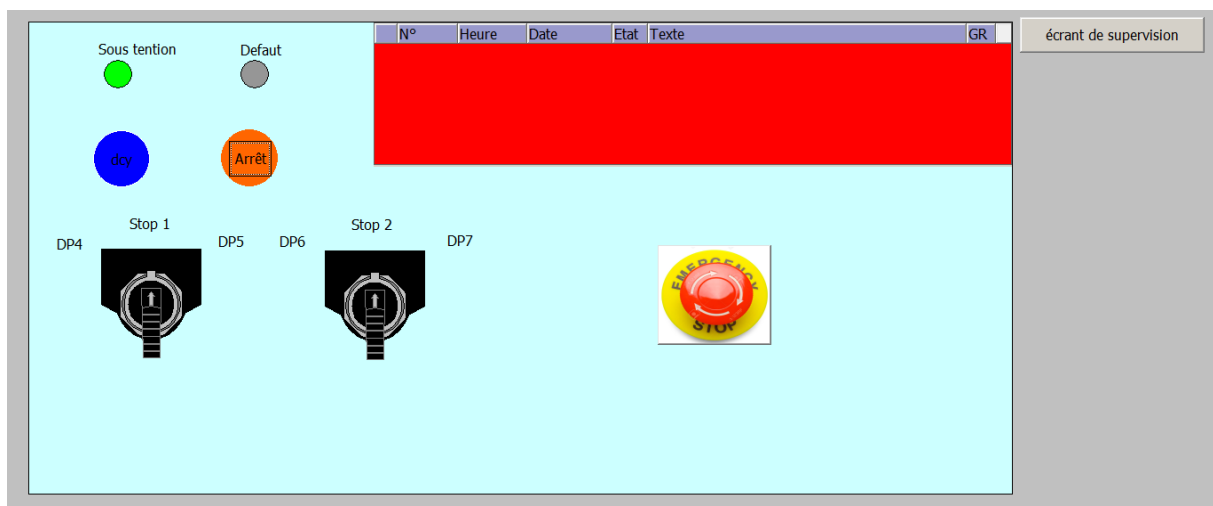 N° Heure Date Etat Texte GR
écrant de supervision
Sous tention Defaut
dcy Arrêt
Stop 1 Stop 2
DP4 DP5 DP6 DP7
EMERGENCY
STOP